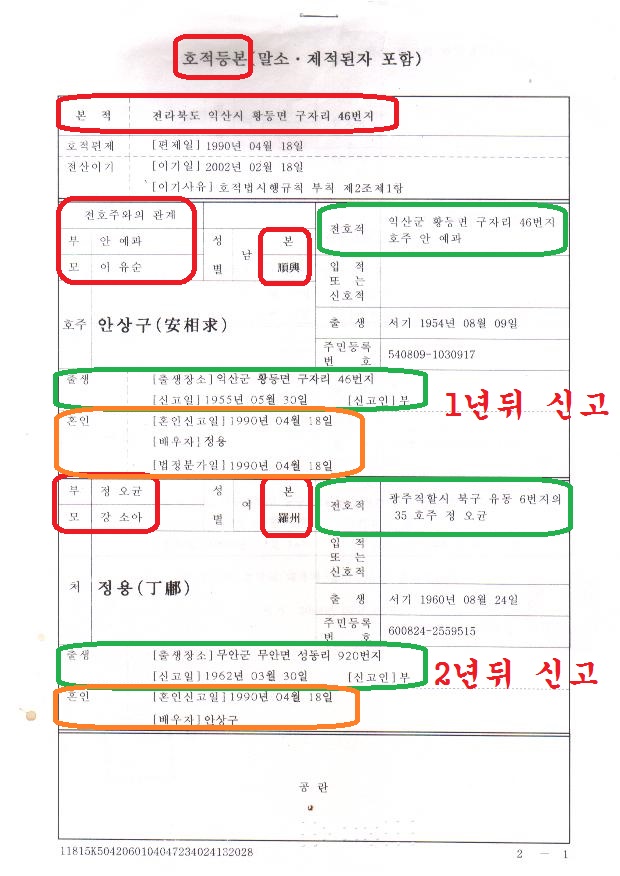 호적등본(말소·제적된자 포함)
본 적 전라북도 익산시 황등면 구자리 46번지
호적편제 [편제일] 1990년 04월 18일
전산이기 [이기일] 2002년 02월 18일
[이기사유] 호적법시행규칙 부칙 제2조제1항
전호주와의 관계
부 안 예과
모 이 유순
성별 남
본 順興
전호적 익산군 황등면 구자리 46번지
호주 안 예과
입 적
또 는
신호적
호주 안상구(安相求)
출 생 서기 1954년 08월 09일
주민등록
번 호 540809-1030917
출생 [출생장소] 익산군 황등면 구자리 46번지
[신고일] 1955년 05월 30일 [신고인] 부
1년뒤 신고
혼인 [혼인신고일] 1990년 04월 18일
[배우자] 정용
[법정분가일] 1990년 04월 18일
부 정 오균
모 강 소아
성별 여
본 羅州
전호적 광주직할시 북구 유동 6번지의
35 호주 정 오균
입 적
또 는
신호적
처 정용(丁鄘)
출 생 서기 1960년 08월 24일
주민등록
번 호 600824-2559515
출생 [출생장소] 무안군 무안면 성동리 920번지
[신고일] 1962년 03월 30일 [신고인] 부
2년뒤 신고
혼인 [혼인신고일] 1990년 04월 18일
[배우자] 안상구
공 란
11815K5042060104047234024132028
2 - 1